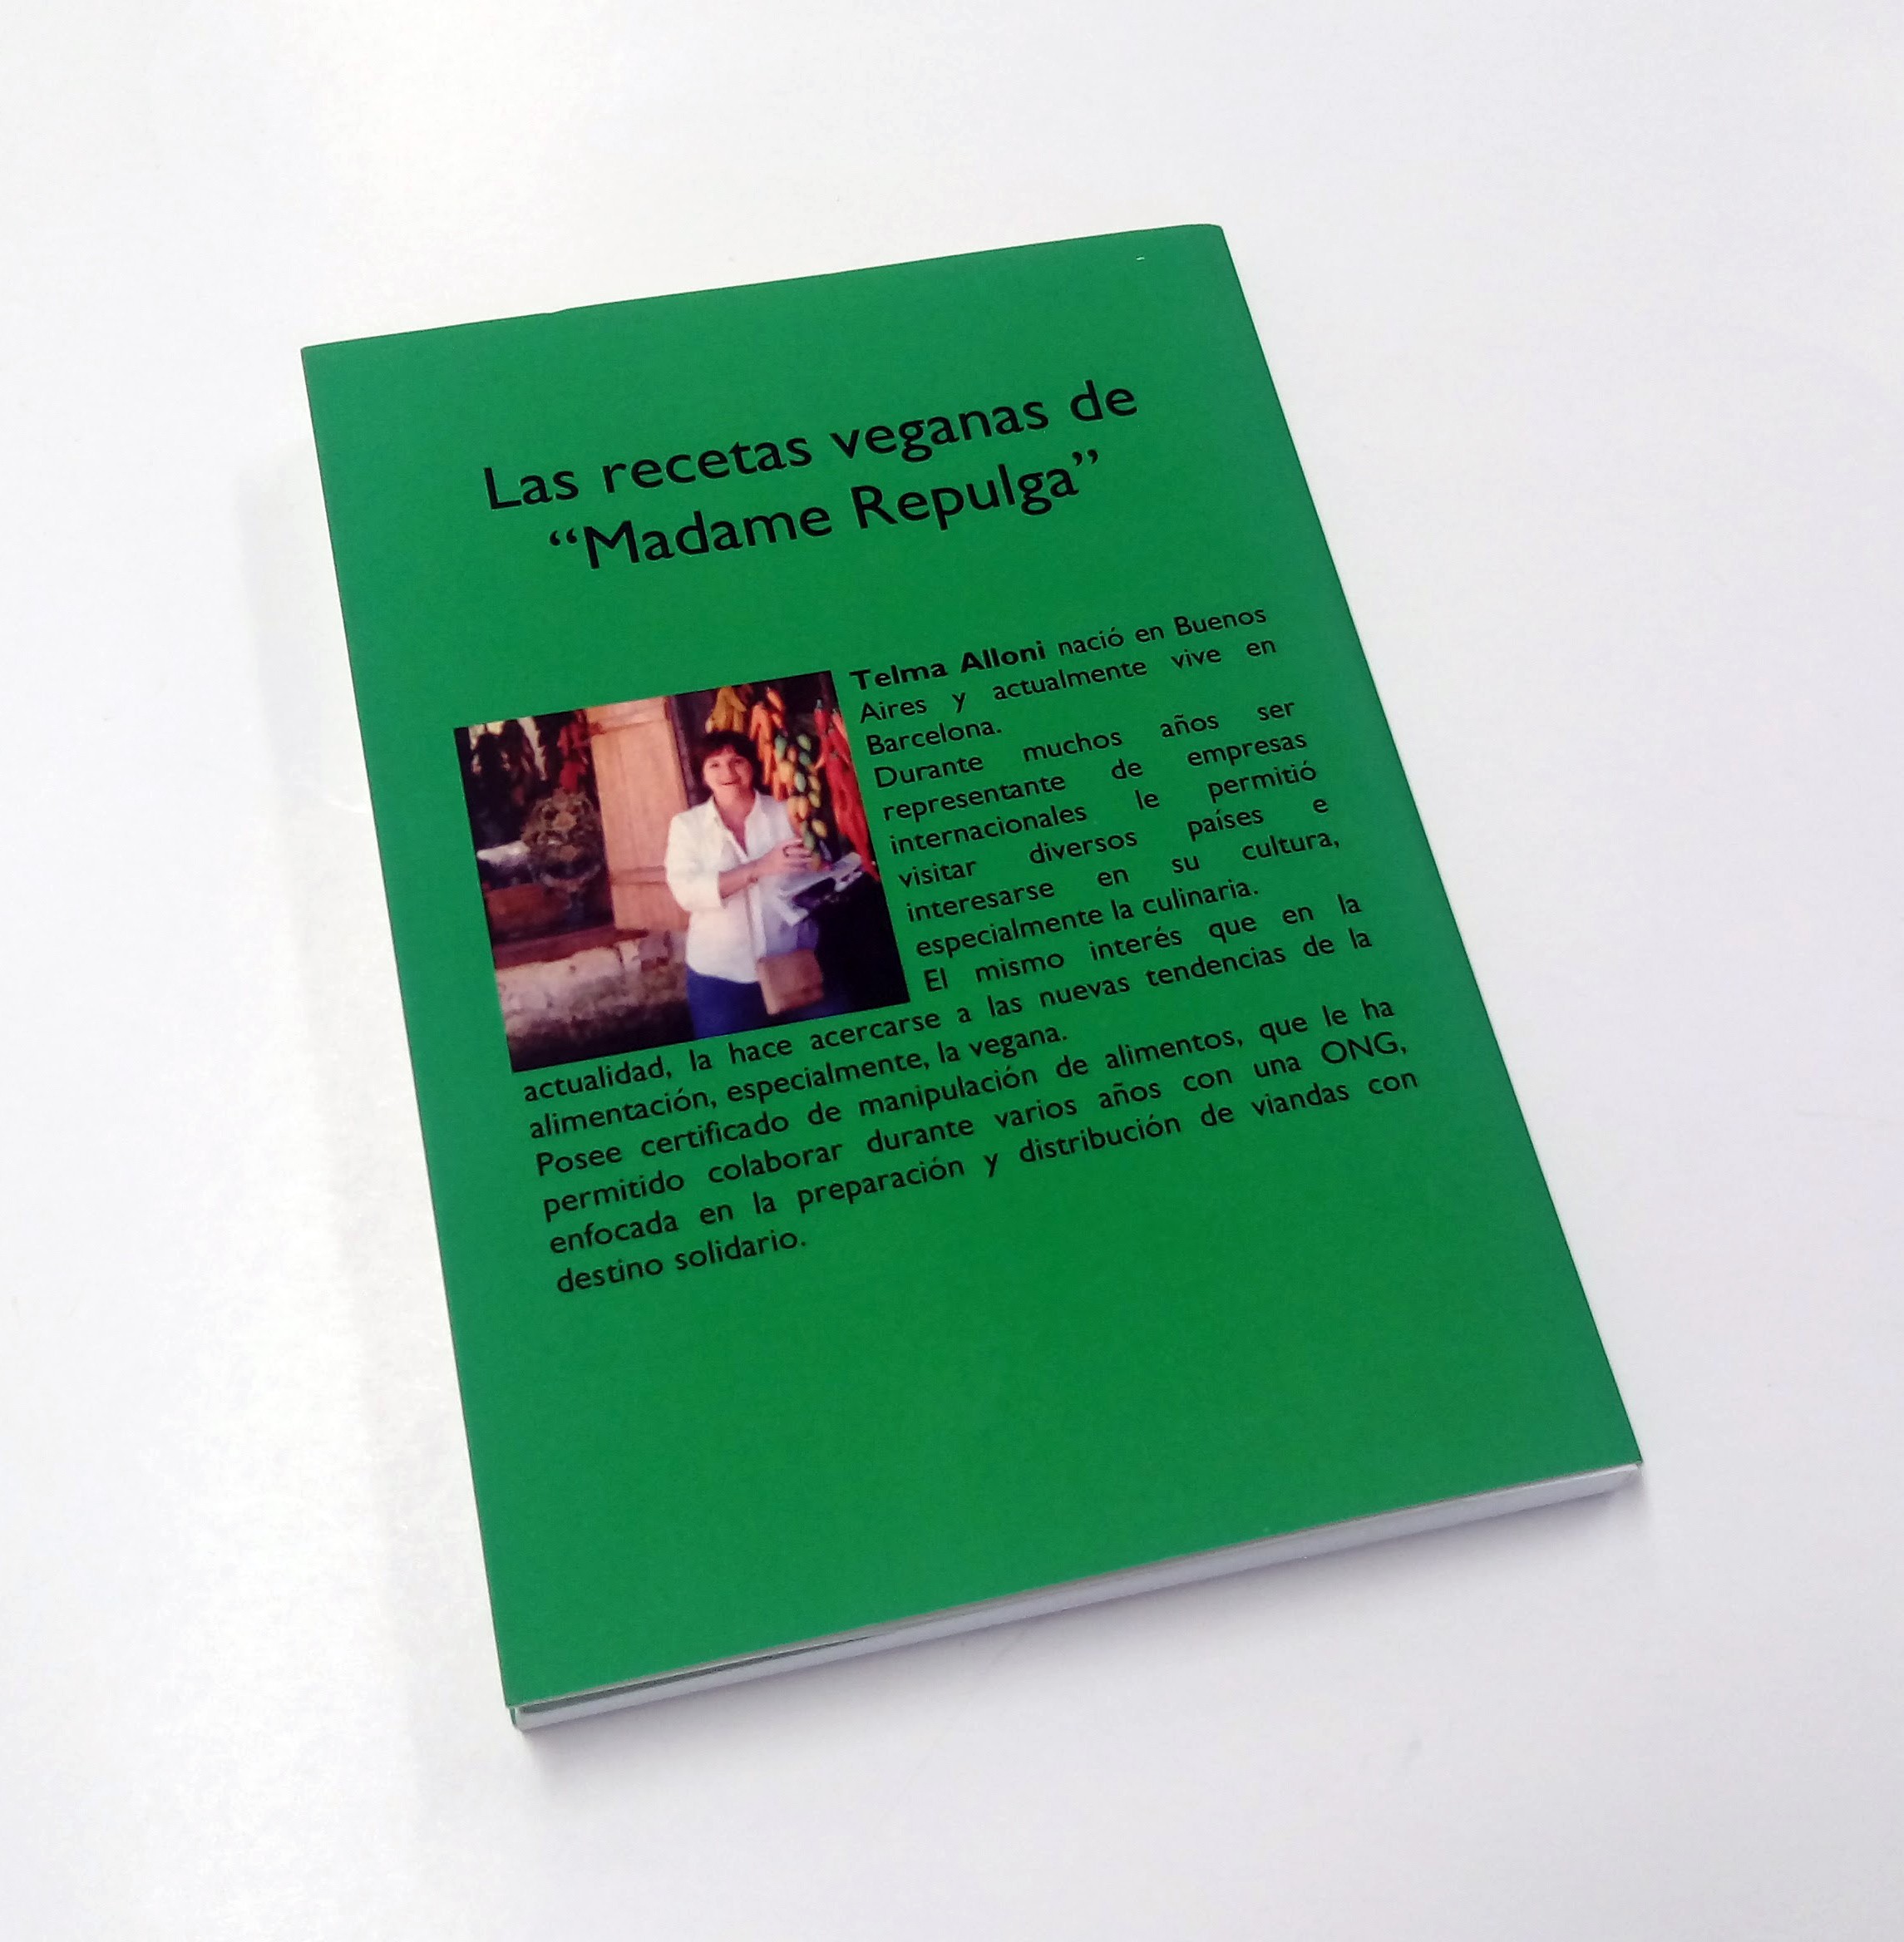 Las recetas veganas de
“Madame Repulga”
Telma Alloni nació en Buenos
Aires y actualmente vive en
Barcelona.
Durante muchos años ser
representante de empresas
internacionales le permitió
visitar diversos países e
interesarse en su cultura,
especialmente la culinaria.
El mismo interés que en la
actualidad, la hace acercarse a las nuevas tendencias de la
alimentación, especialmente, la vegana.
Posee certificado de manipulación de alimentos, que le ha
permitido colaborar durante varios años con una ONG,
enfocada en la preparación y distribución de viandas con
destino solidario.